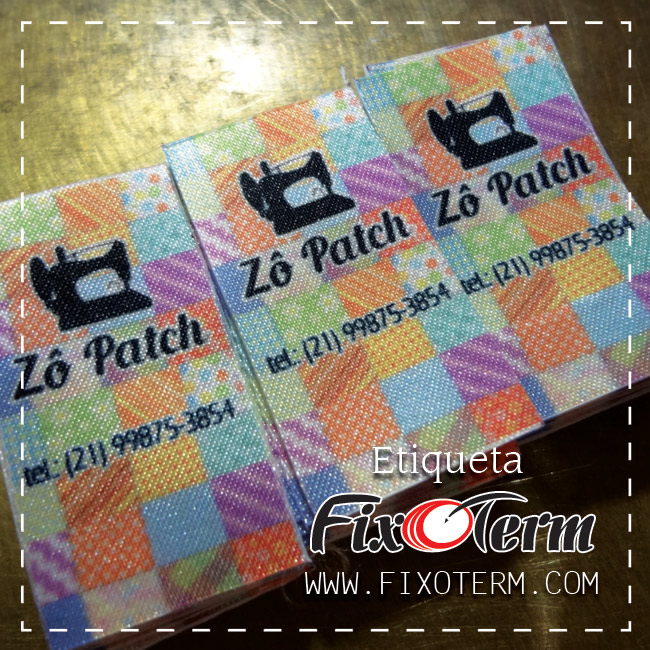 Zô Patch
tel.: (21) 99875-3854
Zô Patch
tel.: (21) 99875-3854
Zô Patch
tel.: (21) 99875-3854
Etiqueta
FixoTerm
WWW.FIXOTERM.COM